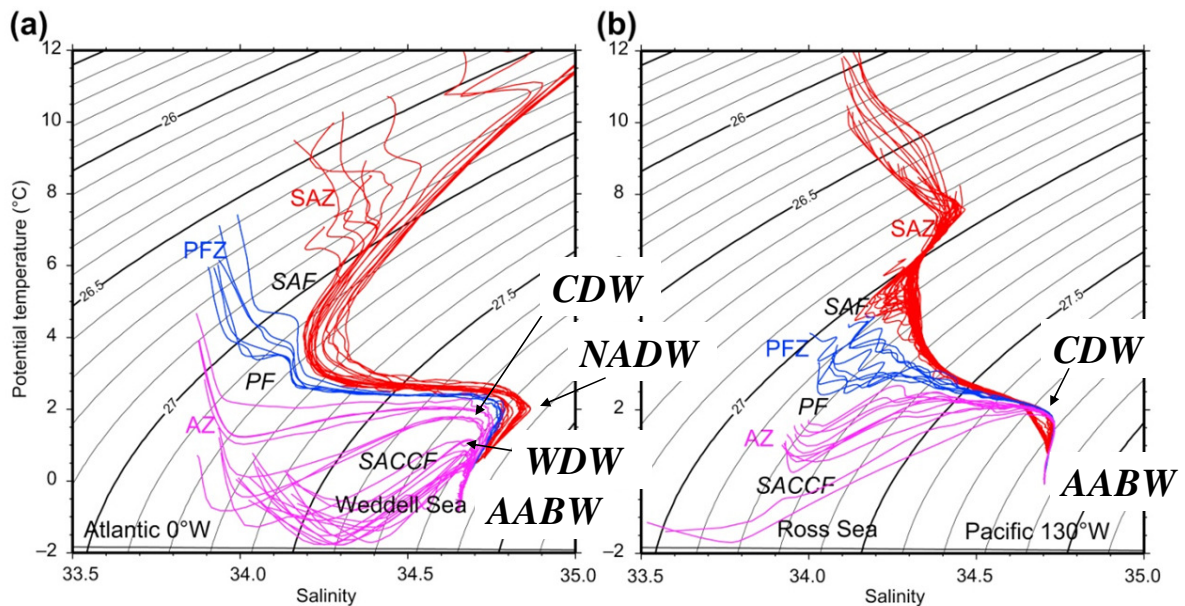 (a)
12
10
8
6
4
2
0
–2
Potential temperature (°C)
26
26.5
27
27.5
SAZ
PFZ
SAF
PF
AZ
SACCF
Weddell Sea
Atlantic 0°W
CDW
NADW
WDW
AABW
33.5
34.0
34.5
35.0
Salinity
(b)
12
10
8
6
4
2
0
–2
26
26.5
27
27.5
SAZ
SAF
PFZ
PF
AZ
SACCF
Ross Sea
Pacific 130°W
CDW
AABW
33.5
34.0
34.5
35.0
Salinity